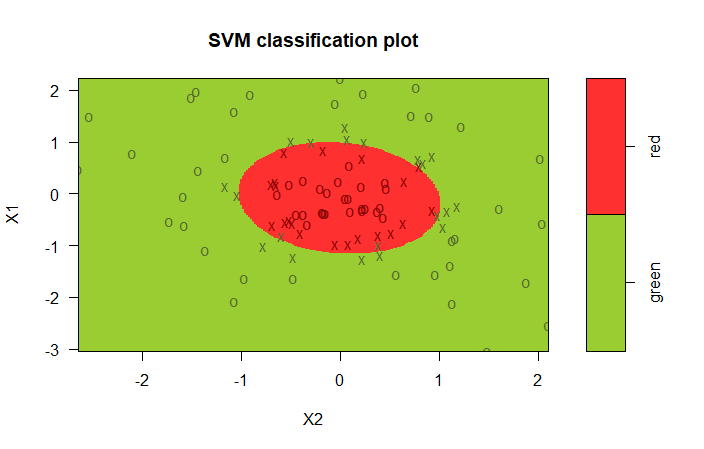 SVM classification plot
X1
2
1
0
-1
-2
-3
-2
-1
0
1
2
X2
red
green